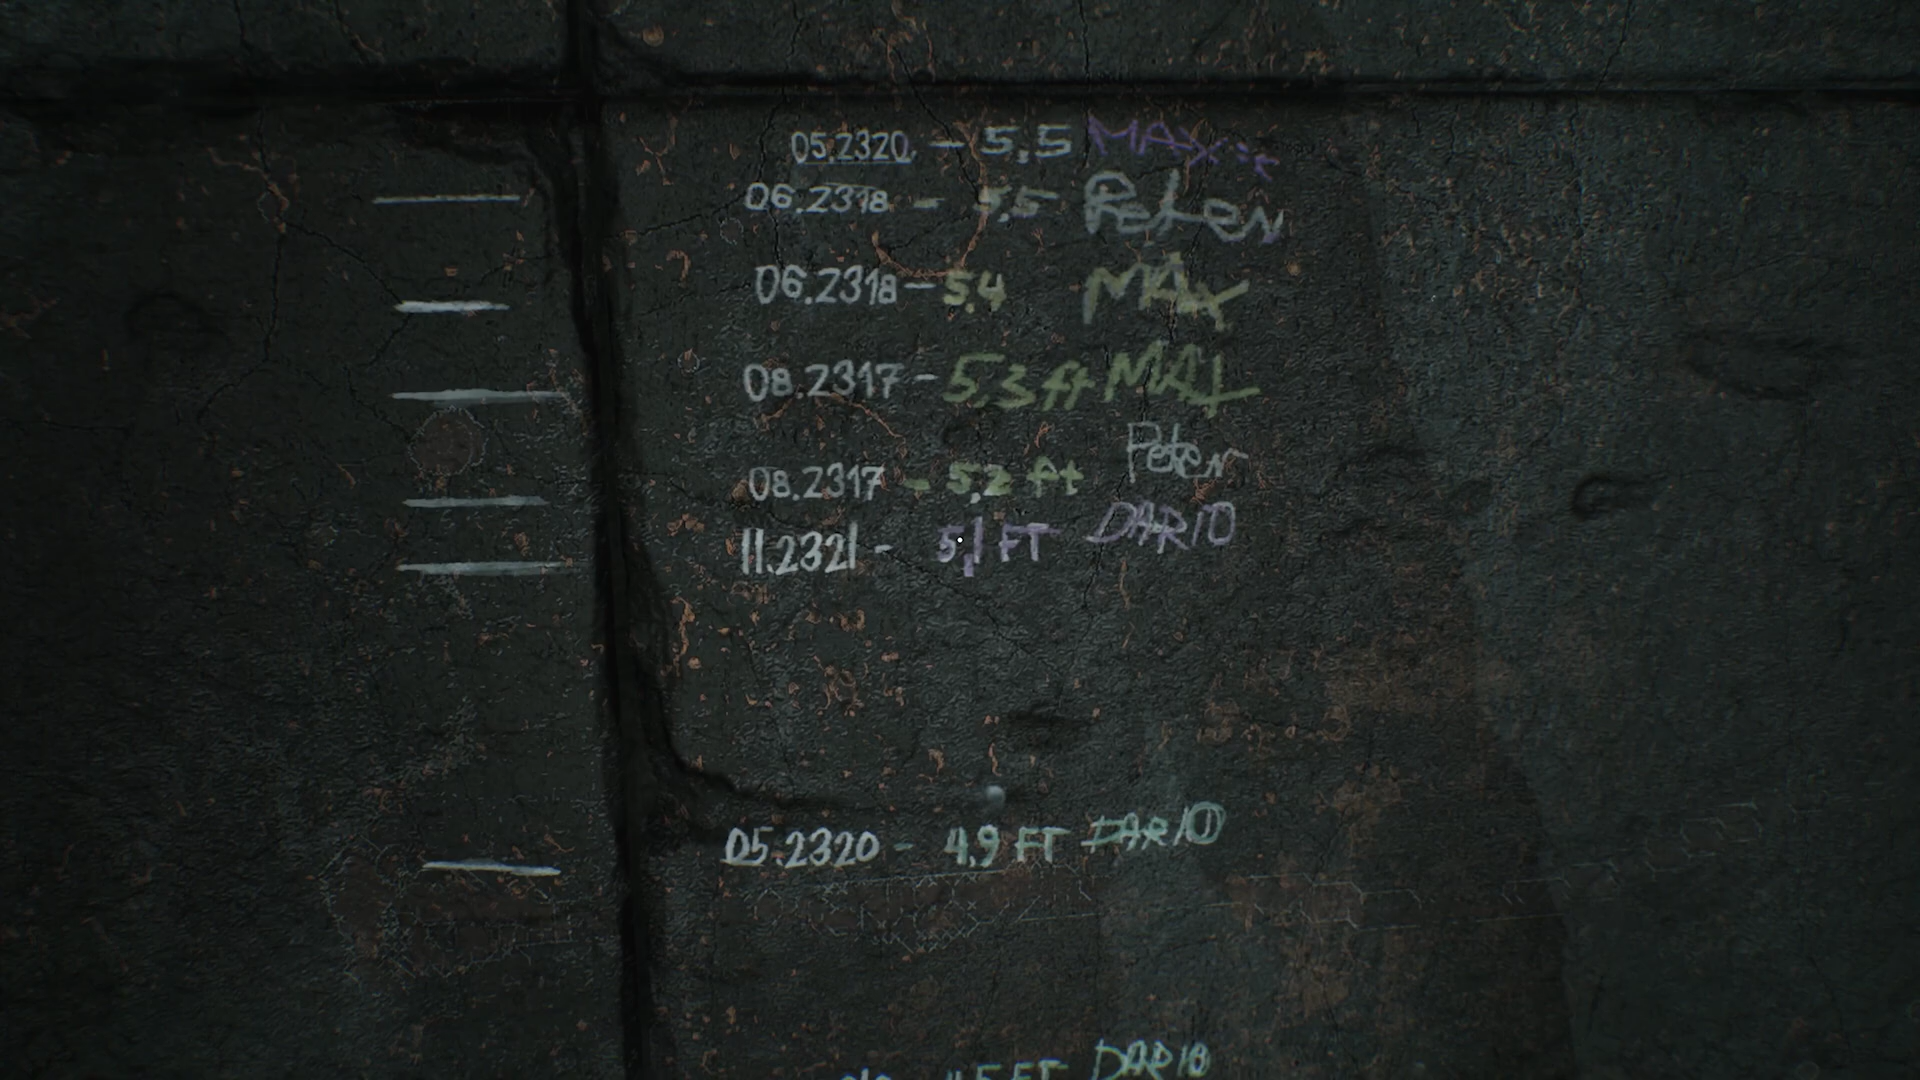 05.2320 - 5.5 MAX :c
06.2318 - 5,5 Peter
06.2318 - 5.4 MAX
08.2317 - 5.3 ft MAX
08.2317 - 5,2 ft Peter
11.2321 - 5,1 FT DARIO
05.2320 - 4.9 FT DARIO
DARIO